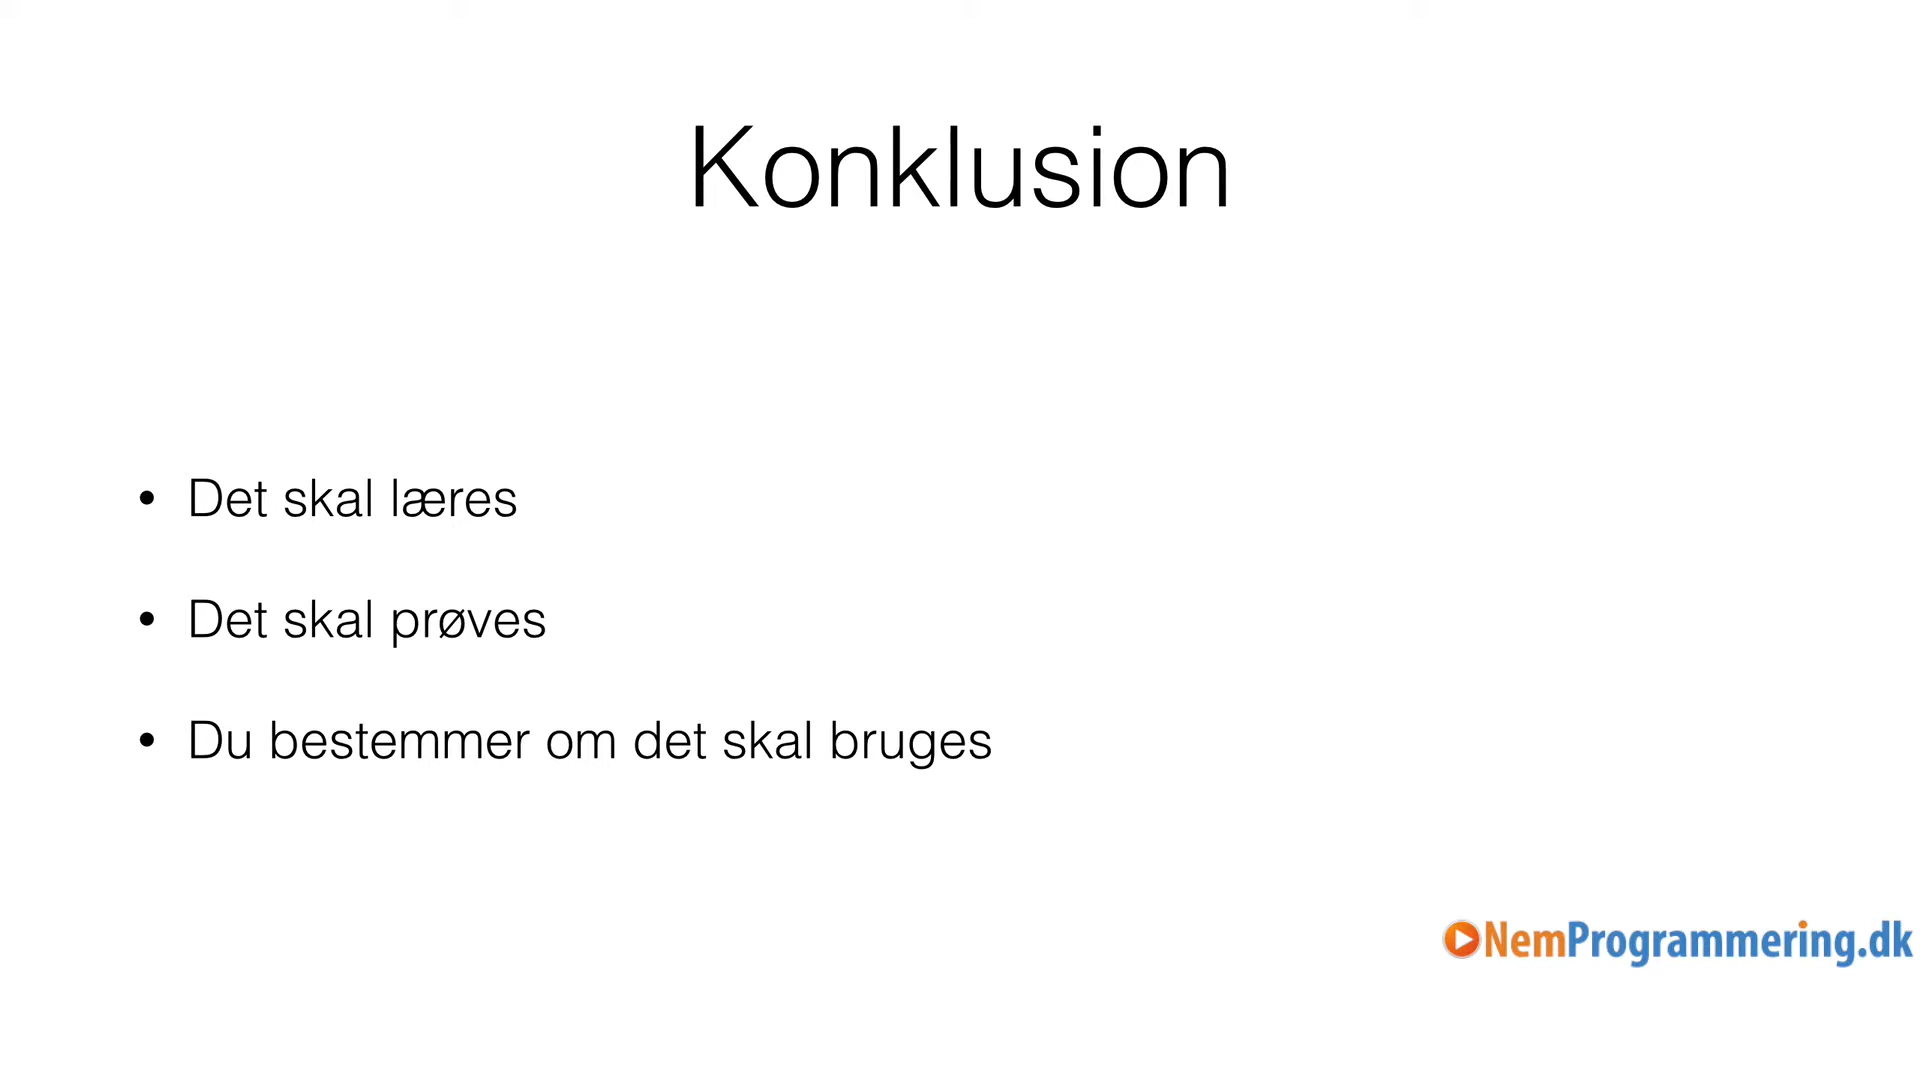 Konklusion
• Det skal læres
• Det skal prøves
• Du bestemmer om det skal bruges
NemProgrammering.dk